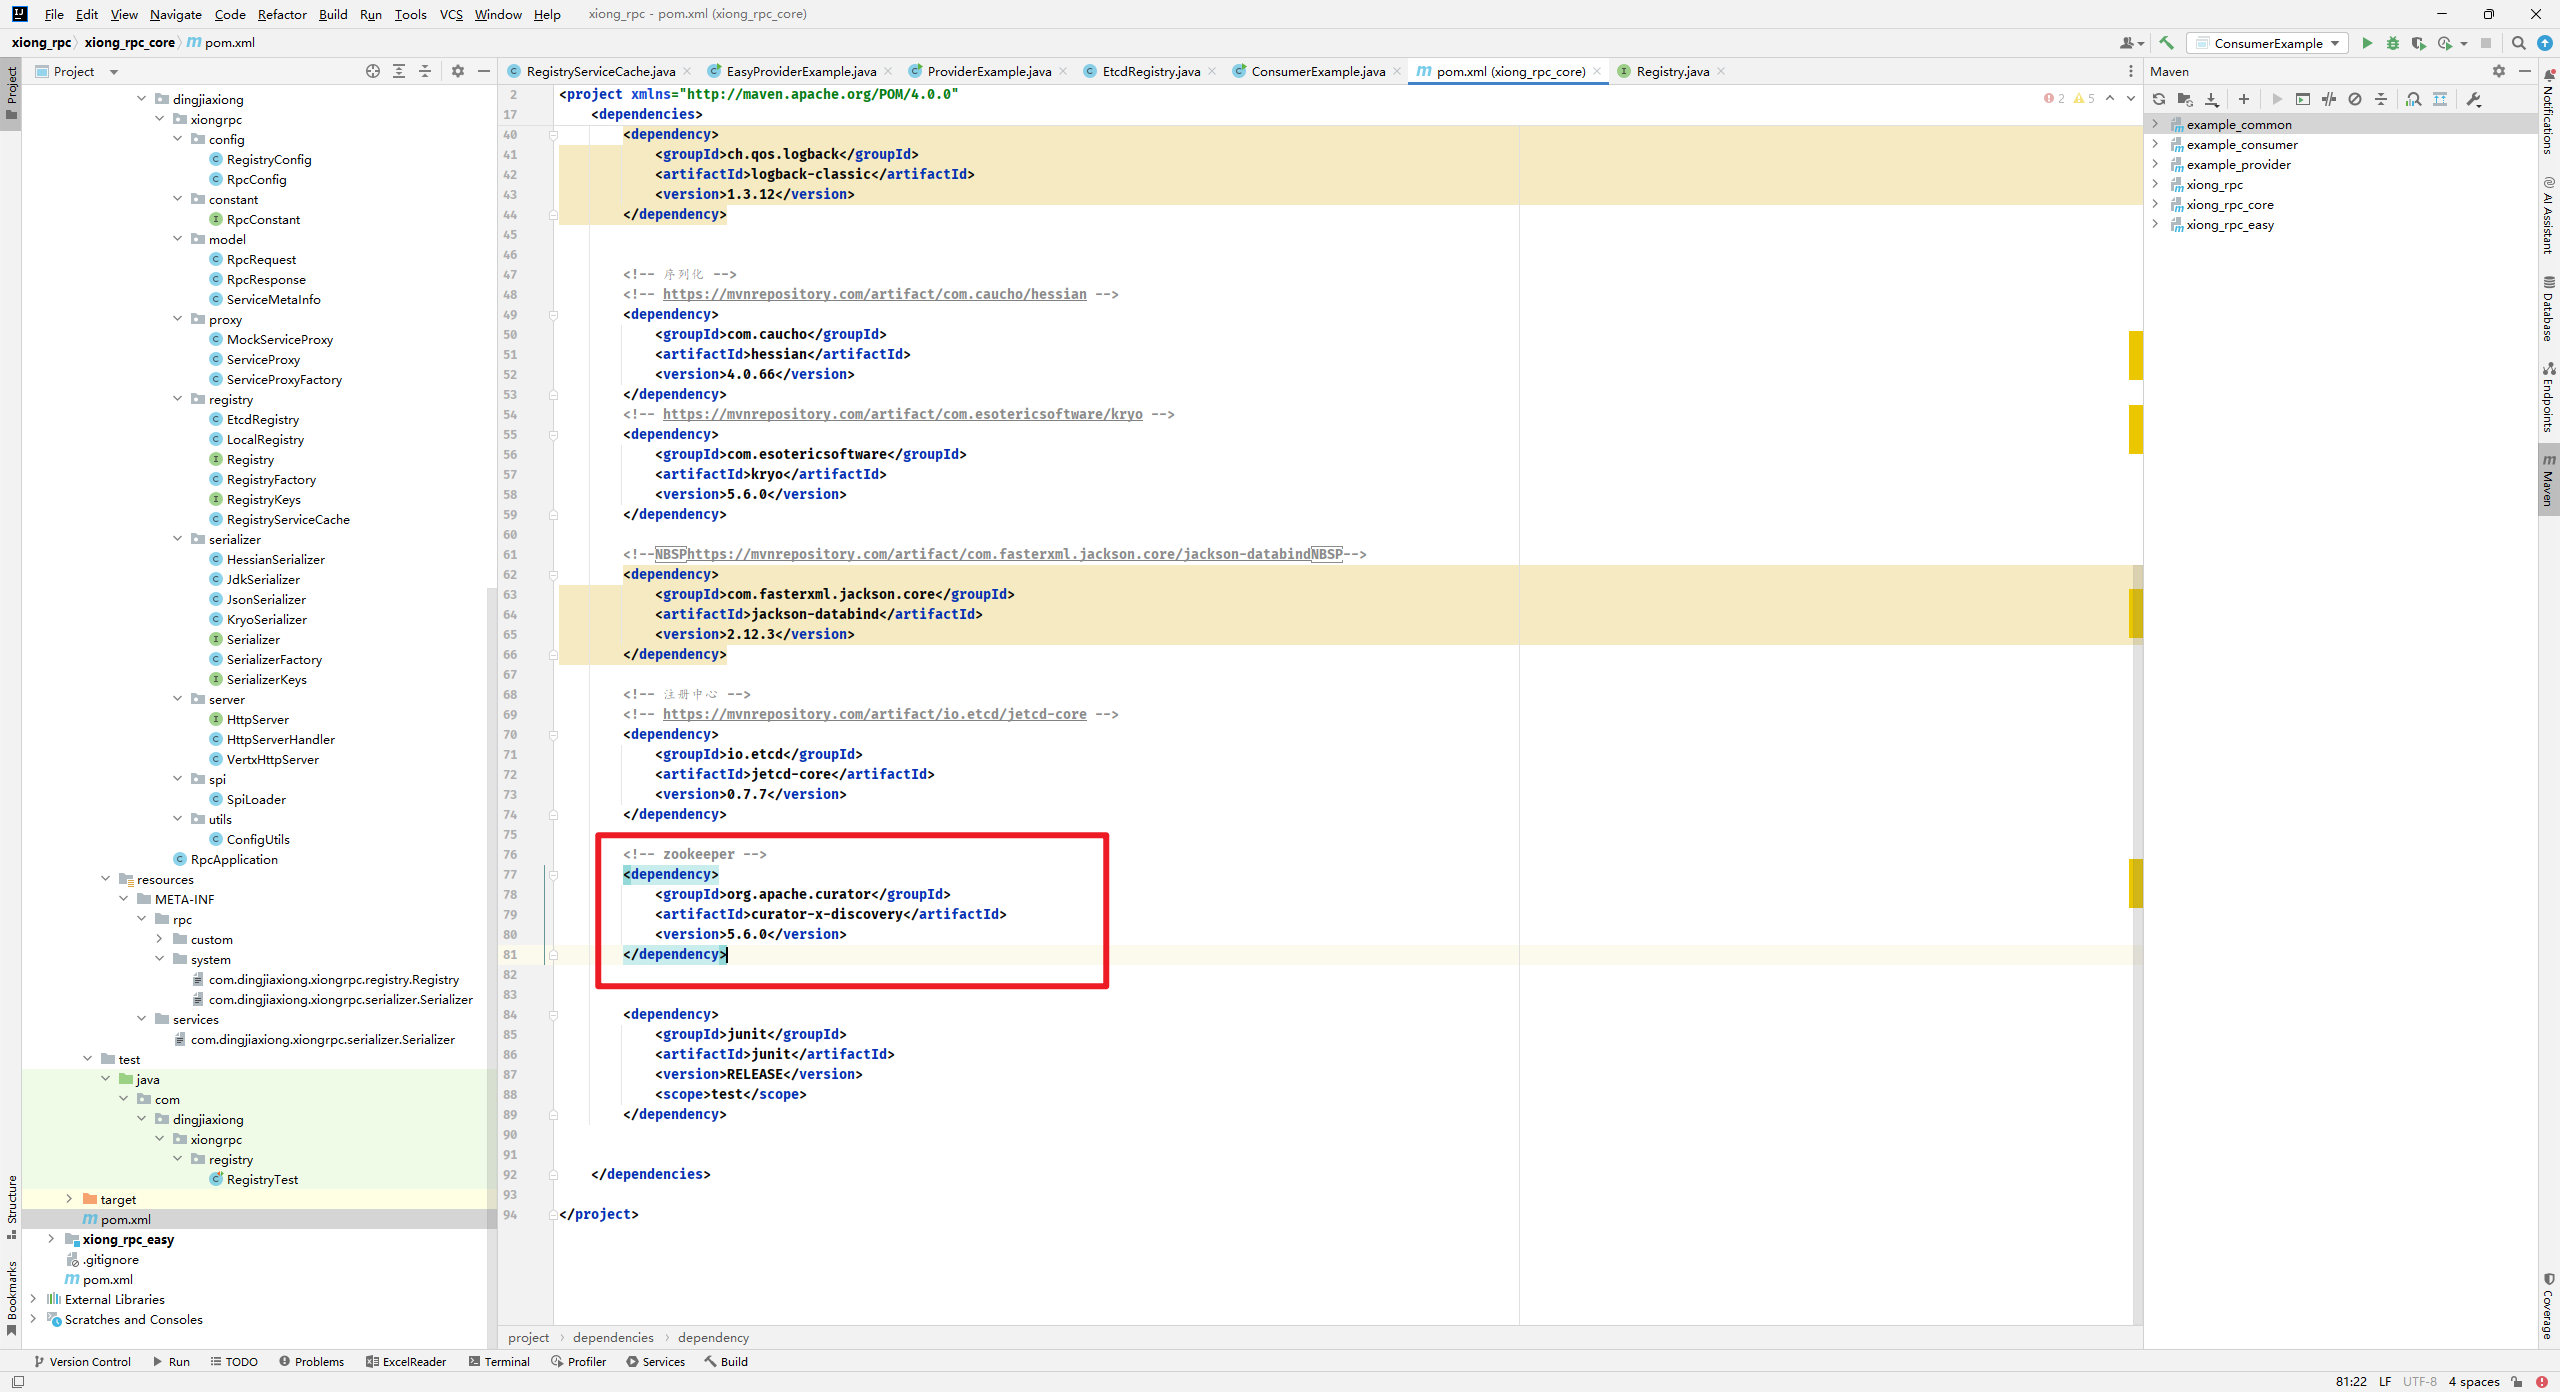 File Edit View Navigate Code Refactor Build Run Tools VCS Window Help xiong_rpc - pom.xml (xiong_rpc_core)
xiong_rpc xiong_rpc_core pom.xml
ConsumerExample
Project
RegistryServiceCache.java EasyProviderExample.java ProviderExample.java EtcdRegistry.java ConsumerExample.java pom.xml (xiong_rpc_core) Registry.java
Maven
Project
Structure
Bookmarks
dingjiaxiong
xiongrpc
config
RegistryConfig
RpcConfig
constant
RpcConstant
model
RpcRequest
RpcResponse
ServiceMetaInfo
proxy
MockServiceProxy
ServiceProxy
ServiceProxyFactory
registry
EtcdRegistry
LocalRegistry
Registry
RegistryFactory
RegistryKeys
RegistryServiceCache
serializer
HessianSerializer
JdkSerializer
JsonSerializer
KryoSerializer
Serializer
SerializerFactory
SerializerKeys
server
HttpServer
HttpServerHandler
VertxHttpServer
spi
SpiLoader
utils
ConfigUtils
RpcApplication
resources
META-INF
rpc
custom
system
com.dingjiaxiong.xiongrpc.registry.Registry
com.dingjiaxiong.xiongrpc.serializer.Serializer
services
com.dingjiaxiong.xiongrpc.serializer.Serializer
test
java
com
dingjiaxiong
xiongrpc
registry
RegistryTest
target
pom.xml
xiong_rpc_easy
.gitignore
pom.xml
External Libraries
Scratches and Consoles
2 <project xmlns="http://maven.apache.org/POM/4.0.0"
2 5
17 <dependencies>
40 <dependency>
41 <groupId>ch.qos.logback</groupId>
42 <artifactId>logback-classic</artifactId>
43 <version>1.3.12</version>
44 </dependency>
45
46
47 <!-- 序列化 -->
48 <!-- https://mvnrepository.com/artifact/com.caucho/hessian -->
49 <dependency>
50 <groupId>com.caucho</groupId>
51 <artifactId>hessian</artifactId>
52 <version>4.0.66</version>
53 </dependency>
54 <!-- https://mvnrepository.com/artifact/com.esotericsoftware/kryo -->
55 <dependency>
56 <groupId>com.esotericsoftware</groupId>
57 <artifactId>kryo</artifactId>
58 <version>5.6.0</version>
59 </dependency>
60
61 <!--NBSPhttps://mvnrepository.com/artifact/com.fasterxml.jackson.core/jackson-databindNBSP-->
62 <dependency>
63 <groupId>com.fasterxml.jackson.core</groupId>
64 <artifactId>jackson-databind</artifactId>
65 <version>2.12.3</version>
66 </dependency>
67
68 <!-- 注册中心 -->
69 <!-- https://mvnrepository.com/artifact/io.etcd/jetcd-core -->
70 <dependency>
71 <groupId>io.etcd</groupId>
72 <artifactId>jetcd-core</artifactId>
73 <version>0.7.7</version>
74 </dependency>
75
76 <!-- zookeeper -->
77 <dependency>
78 <groupId>org.apache.curator</groupId>
79 <artifactId>curator-x-discovery</artifactId>
80 <version>5.6.0</version>
81 </dependency>
82
83
84 <dependency>
85 <groupId>junit</groupId>
86 <artifactId>junit</artifactId>
87 <version>RELEASE</version>
88 <scope>test</scope>
89 </dependency>
90
91
92 </dependencies>
93
94 </project>
project dependencies dependency
example_common
example_consumer
example_provider
xiong_rpc
xiong_rpc_core
xiong_rpc_easy
Notifications
AI Assistant
Database
Endpoints
Maven
Coverage
Version Control Run TODO Problems ExcelReader Terminal Profiler Services Build
81:22 LF UTF-8 4 spaces